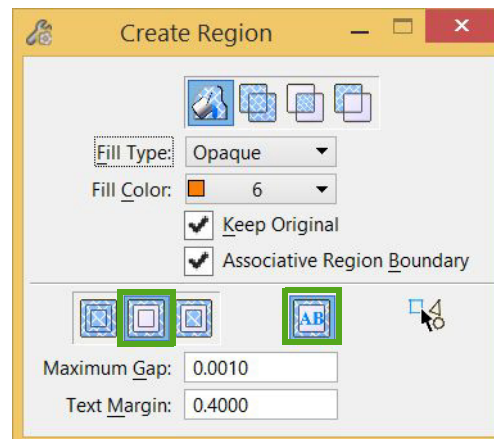 Create Region
Fill Type: Opaque
Fill Color: 6
Keep Original
Associative Region Boundary
AB
Maximum Gap: 0.0010
Text Margin: 0.4000